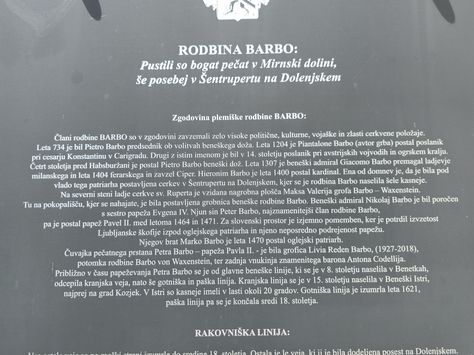 RODBINA BARBO:
Pustili so bogat pečat v Mirnski dolini,
še posebej v Šentrupertu na Dolenjskem
Zgodovina plemiške rodbine BARBO:
Člani rodbine BARBO so v zgodovini zavzemali zelo visoke politične, kulturne, vojaške in zlasti cerkvene položaje.
Leta 734 je bil Pietro Barbo predsednik ob volitvah beneškega doža. Leta 1204 je Piantalone Barbo (avtor grba) postal poslanik
pri cesarju Konstantinu v Carigradu. Drugi z istim imenom je bil v 14. stoletju poslanik pri avstrijskih vojvodih in ogrskem kralju.
Četrt stoletja pred Habsburžani je postal Pietro Barbo beneški dož. Leta 1307 je beneški admiral Giacomo Barbo premagal ladjevje
milanskega in leta 1404 ferarskega in zavzel Ciper. Hieronim Barbo je leta 1400 postal kardinal. Ena od domnev je, da je bila pod
vlado tega patriarha postavljena cerkev v Šentrupertu na Dolenjskem, kjer se je rodbina Barbo naselila šele kasneje.
Na severni steni ladje cerkve sv. Ruperta je vzidana nagrobna plošča Maksa Valerija grofa Barbo – Waxenstein.
Tu na pokopališču, kjer se nahajate, je bila postavljena grobnica beneške rodbine Barbo. Beneški admiral Nikolaj Barbo je bil poročen
s sestro papeža Evgena IV. Njun sin Peter Barbo, najznamenitejši član rodbine Barbo,
pa je postal papež Pavel II. med letoma 1464 in 1471. Za slovenski prostor je izjemno pomemben, ker je potrdil izvzetost
Ljubljanske škofije izpod oglejskega patriarha in njeno neposredno podrejenost papežu.
Njegov brat Marko Barbo je leta 1470 postal oglejski patriarh.
Čuvajka pečatnega prstana Petra Barbo – papeža Pavla II. - je bila grofica Livia Reden Barbo, (1927-2018),
potomka rodbine Barbo von Waxenstein, ter zadnja vnukinja znamenitega barona Antona Codellija.
Približno v času papeževanja Petra Barbo se je od glavne beneške linije, ki se je v 8. stoletju naselila v Benetkah,
odcepila kranjska veja, nato še gotniška in paška linija. Kranjska linija se je v 15. stoletju naselila v Beneški Istri,
najprej na grad Kozjek. V Istri so kasneje imeli v lasti okolo 20 gradov. Gotniška linija je izumrla leta 1621,
paška linija pa se je končala sredi 18. stoletja.
RAKOVNIŠKA LINIJA: